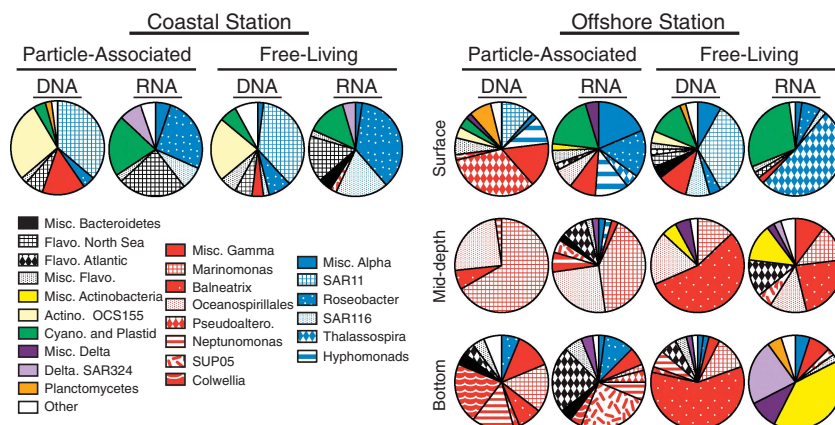 Coastal Station
Offshore Station
Particle-Associated
Free-Living
Particle-Associated
Free-Living
DNA
RNA
DNA
RNA
DNA
RNA
DNA
RNA
Surface
Mid-depth
Bottom
Misc. Bacteroidetes
Flavo. North Sea
Flavo. Atlantic
Misc. Flavo.
Misc. Actinobacteria
Actino. OCS155
Cyano. and Plastid
Misc. Delta
Delta. SAR324
Planctomycetes
Other
Misc. Gamma
Marinomonas
Balneatrix
Oceanospirillales
Pseudoaltero.
Neptunomonas
SUP05
Colwellia
Misc. Alpha
SAR11
Roseobacter
SAR116
Thalassospira
Hyphomonads